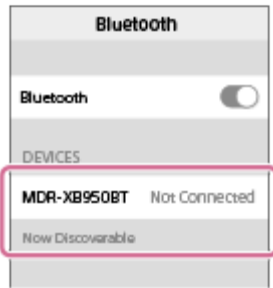 Bluetooth
Bluetooth
DEVICES
MDR-XB950BT Not Connected
Now Discoverable